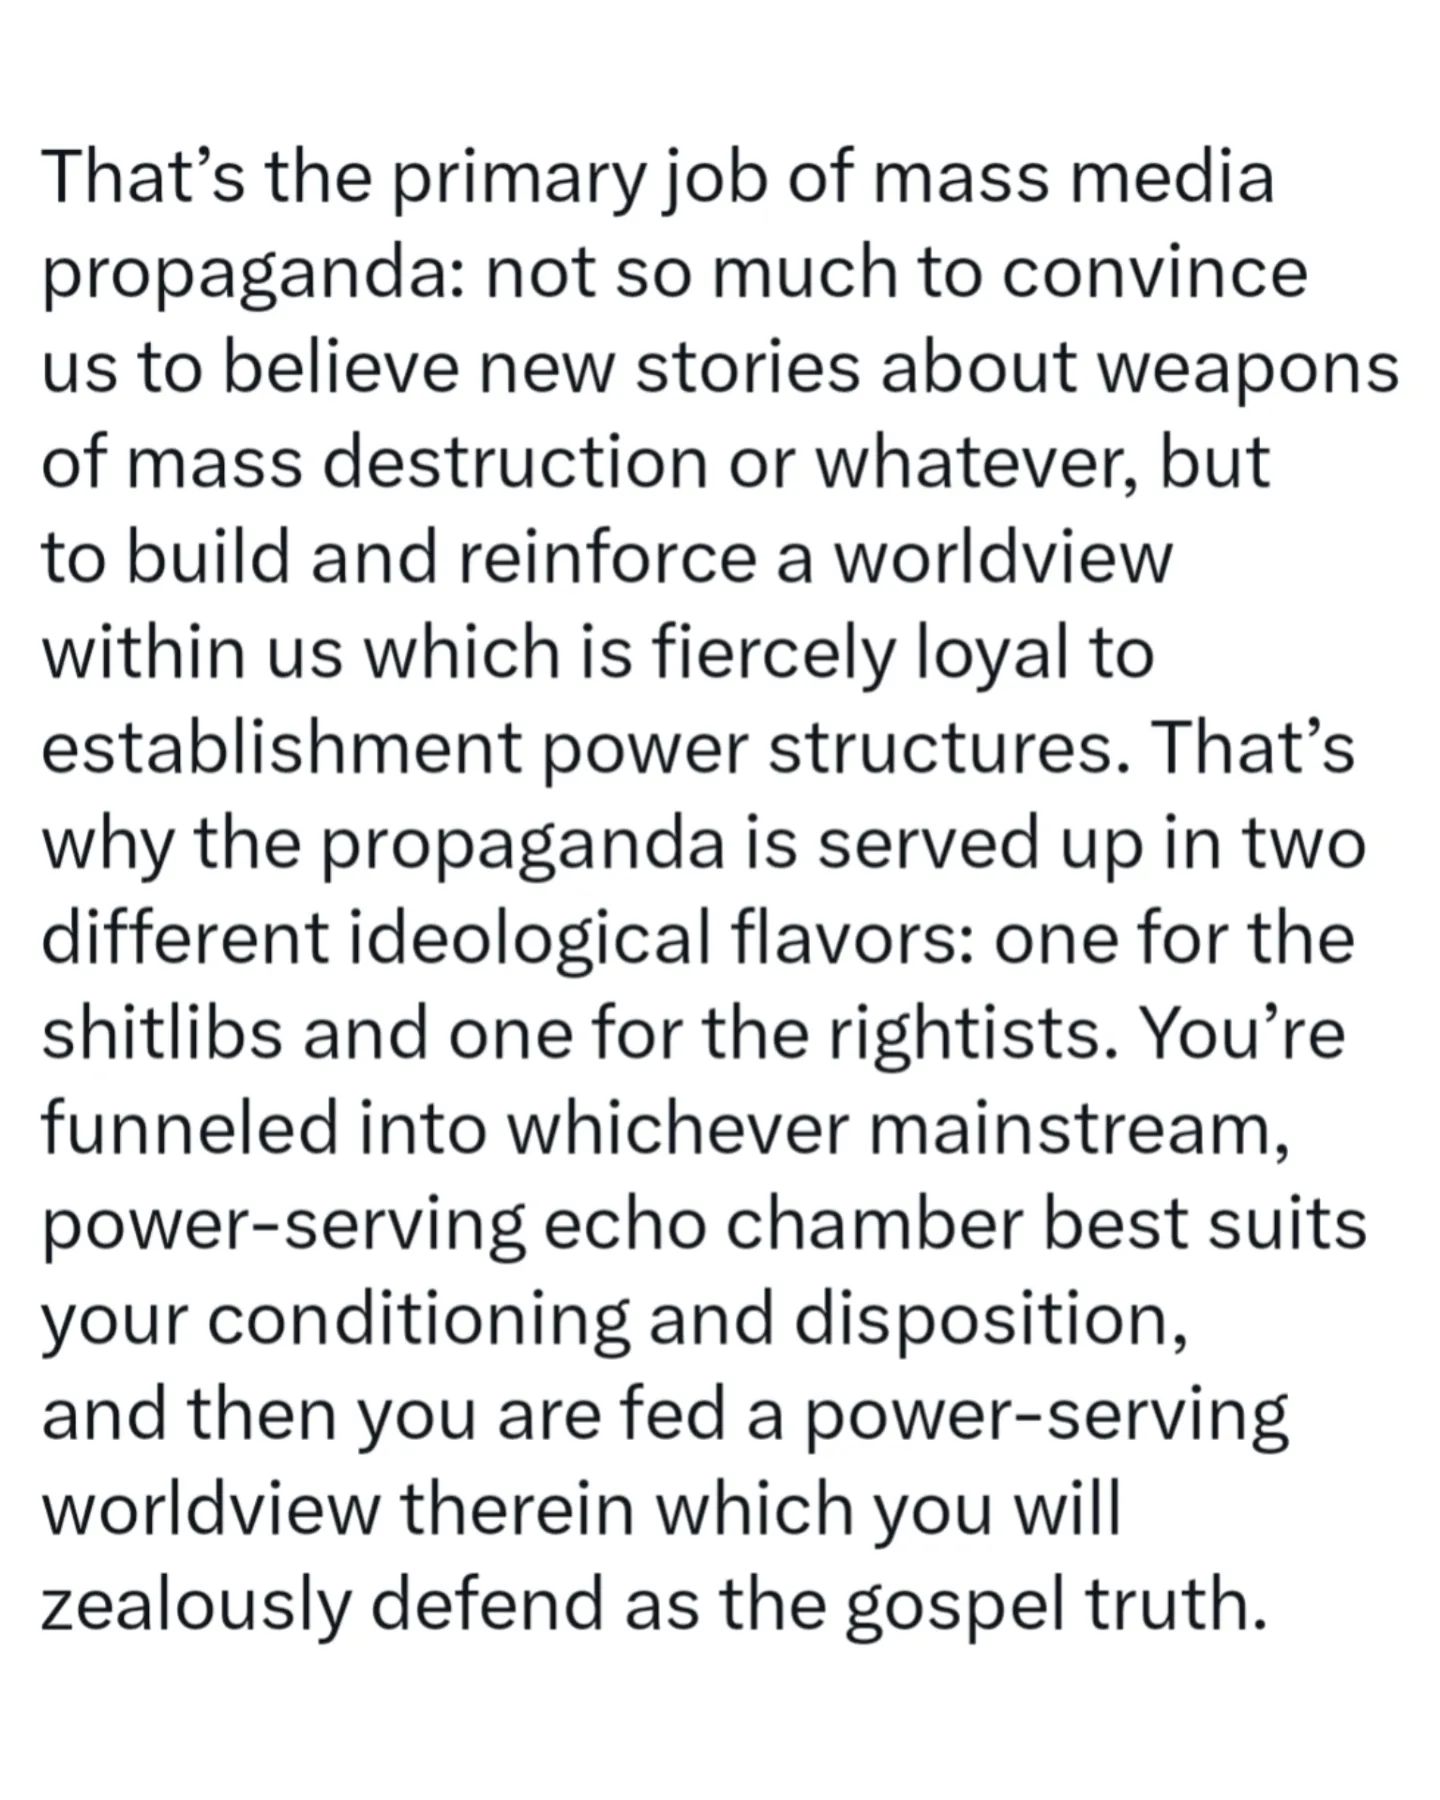 That’s the primary job of mass media
propaganda: not so much to convince
us to believe new stories about weapons
of mass destruction or whatever, but
to build and reinforce a worldview
within us which is fiercely loyal to
establishment power structures. That’s
why the propaganda is served up in two
different ideological flavors: one for the
shitlibs and one for the rightists. You’re
funneled into whichever mainstream,
power-serving echo chamber best suits
your conditioning and disposition,
and then you are fed a power-serving
worldview therein which you will
zealously defend as the gospel truth.